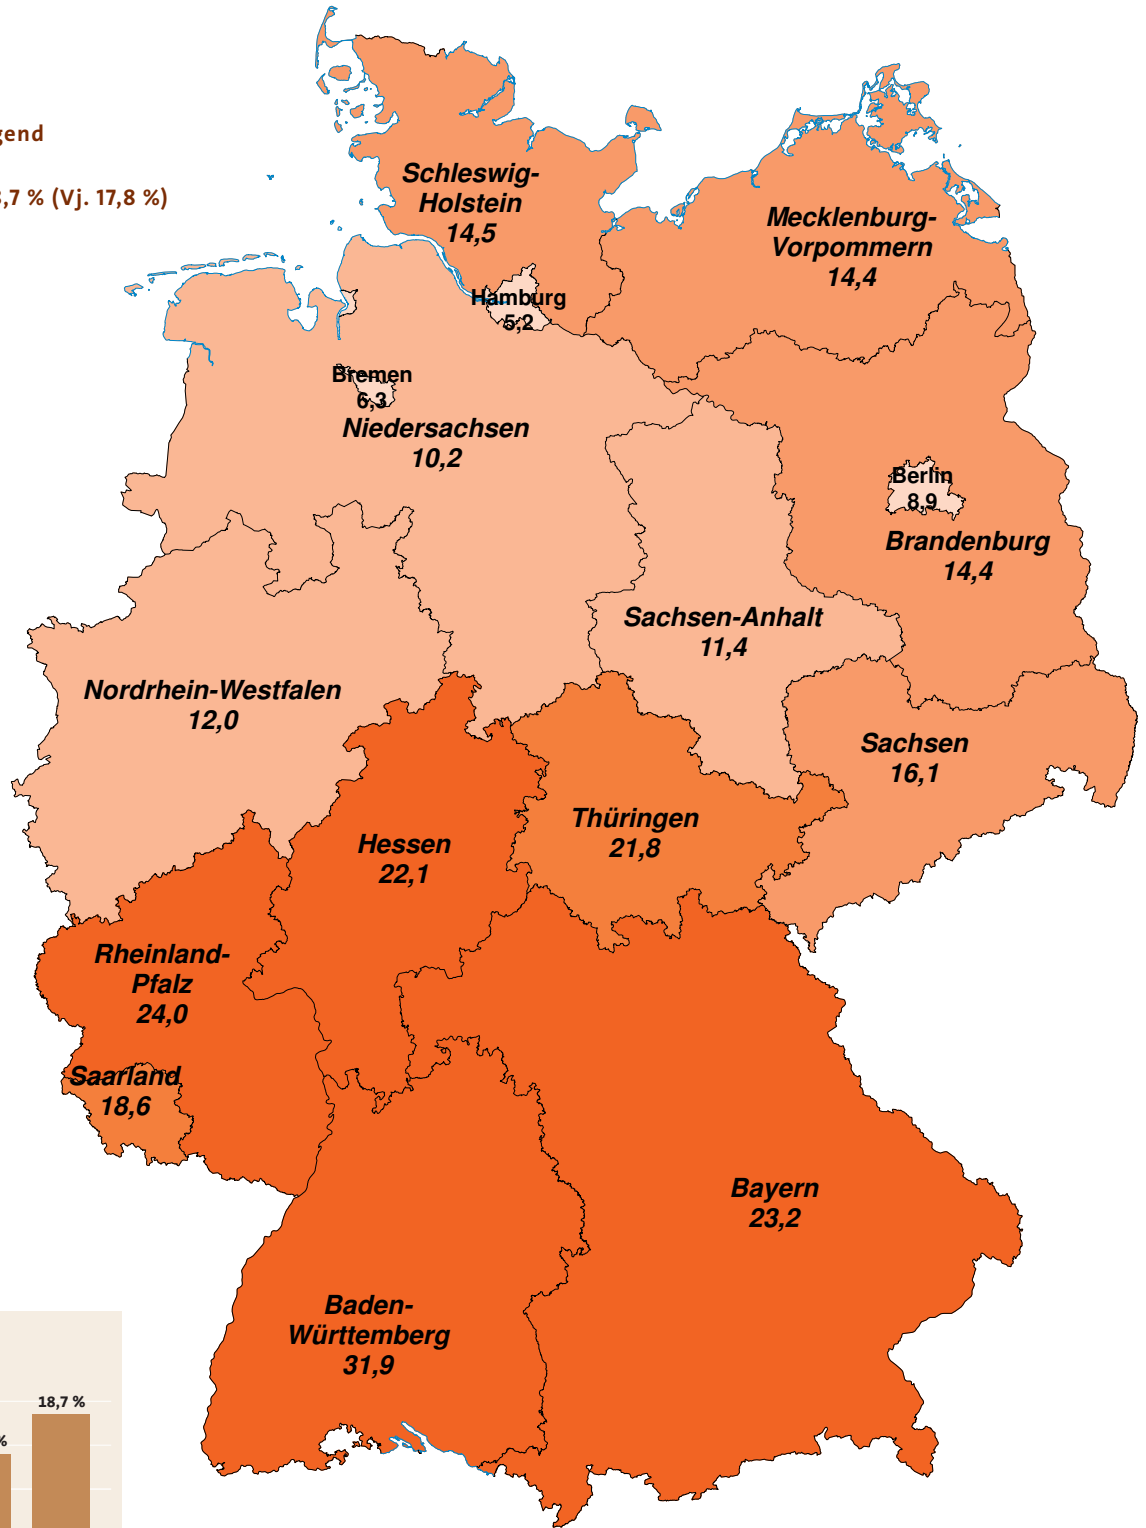 gend
,7 % (Vj. 17,8 %)
Schleswig-
Holstein
14,5
Mecklenburg-
Vorpommern
14,4
Hamburg
5,2
Bremen
6,3
Niedersachsen
10,2
Berlin
8,9
Brandenburg
14,4
Sachsen-Anhalt
11,4
Nordrhein-Westfalen
12,0
Sachsen
16,1
Thüringen
21,8
Hessen
22,1
Rheinland-
Pfalz
24,0
Saarland
18,6
Bayern
23,2
Baden-
Württemberg
31,9
18,7 %
%